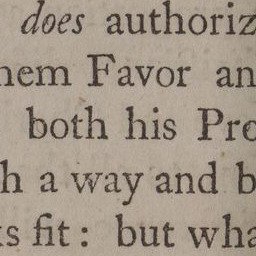 does authoriz
hem Favor an
both his Pro
h a way and b
s fit: but wha